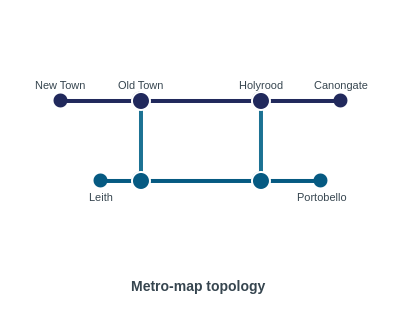 New Town
Old Town
Holyrood
Canongate
Leith
Portobello
Metro-map topology